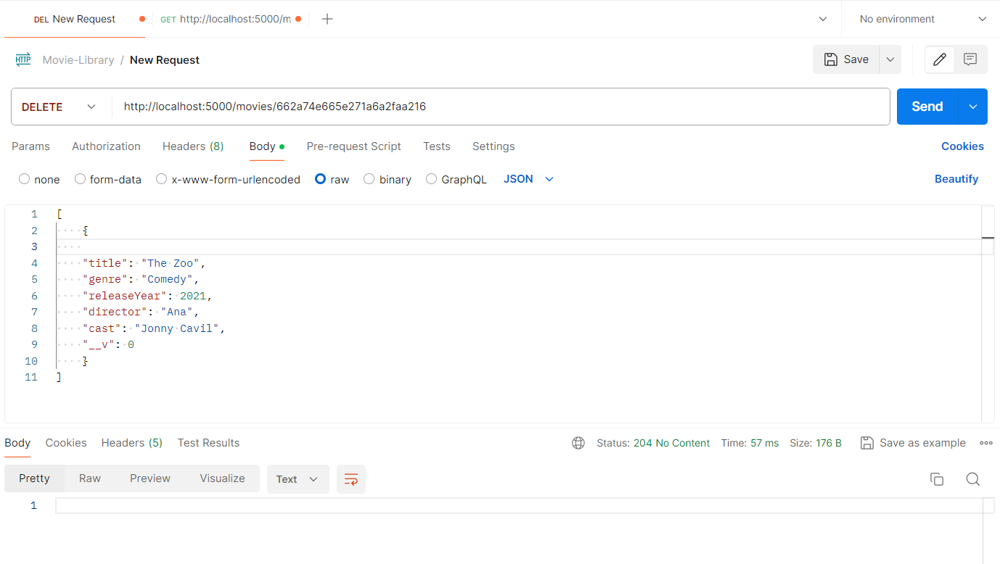 DEL New Request GET http://localhost:5000/m No environment
HTTP Movie-Library / New Request Save
DELETE http://localhost:5000/movies/662a74e665e271a6a2faa216 Send
Params Authorization Headers (8) Body Pre-request Script Tests Settings Cookies
none form-data x-www-form-urlencoded raw binary GraphQL JSON Beautify
1 [
2 {
3
4 "title": "The Zoo",
5 "genre": "Comedy",
6 "releaseYear": 2021,
7 "director": "Ana",
8 "cast": "Jonny Cavil",
9 "__v": 0
10 }
11 ]
Body Cookies Headers (5) Test Results Status: 204 No Content Time: 57 ms Size: 176 B Save as example
Pretty Raw Preview Visualize Text
1